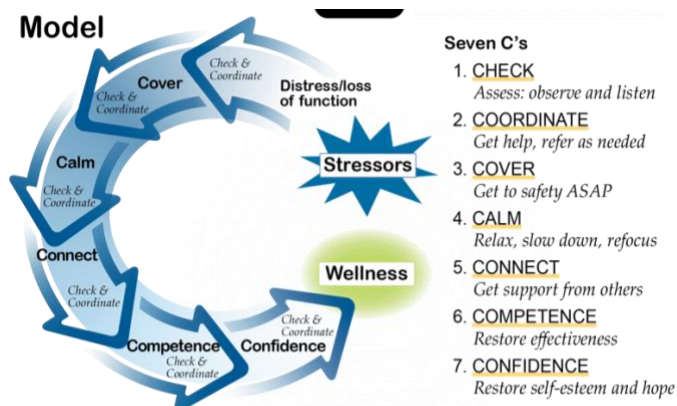 Model
Check &
Coordinate
Distress/loss
of function
Cover
Check &
Coordinate
Calm
Check &
Coordinate
Connect
Check &
Coordinate
Competence
Check &
Coordinate
Confidence
Check &
Coordinate
Stressors
Wellness
Seven C's
1. CHECK
Assess: observe and listen
2. COORDINATE
Get help, refer as needed
3. COVER
Get to safety ASAP
4. CALM
Relax, slow down, refocus
5. CONNECT
Get support from others
6. COMPETENCE
Restore effectiveness
7. CONFIDENCE
Restore self-esteem and hope